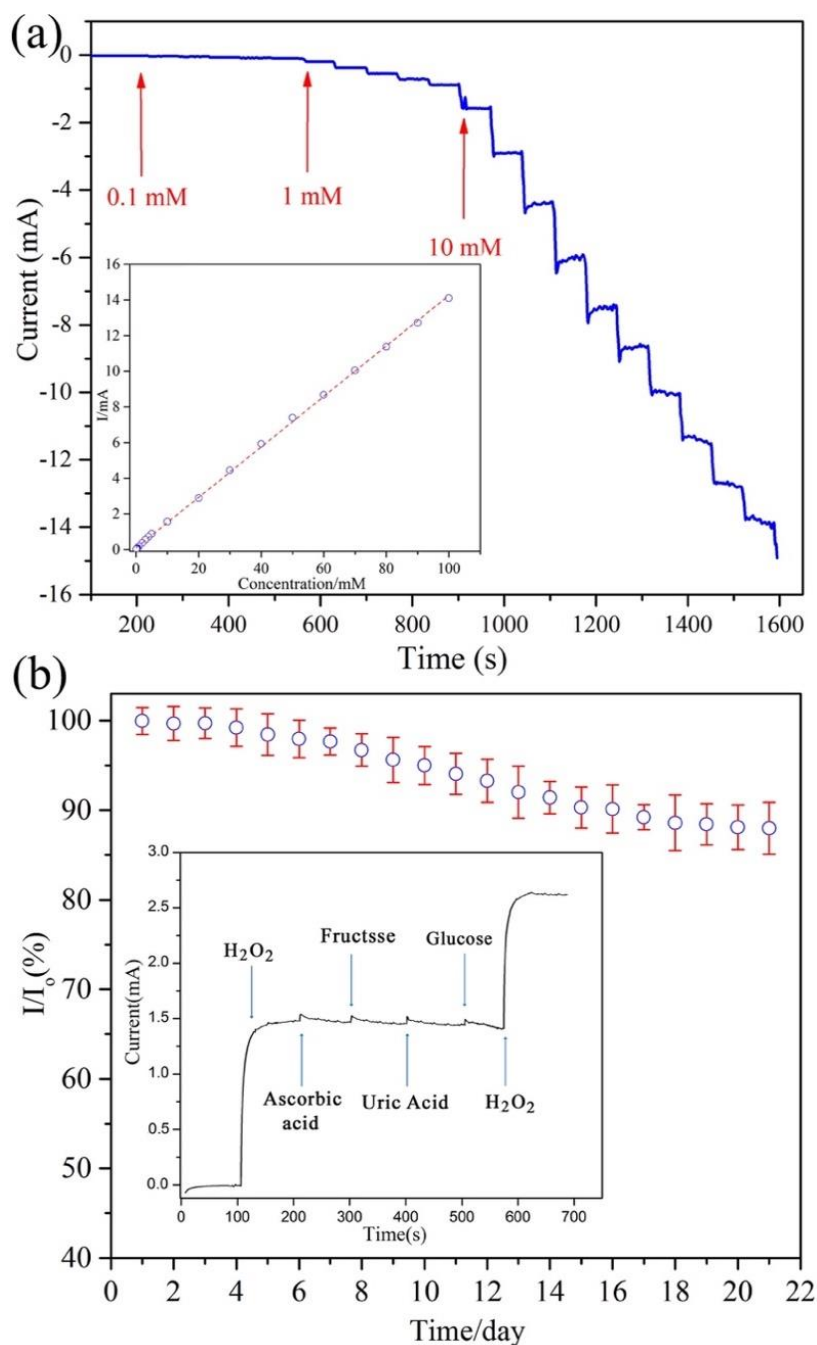 (a)
0
-2
-4
-6
-8
-10
-12
-14
-16
Current (mA)
0.1 mM
1 mM
10 mM
16
14
12
10
8
6
4
2
0
I/mA
0 20 40 60 80 100
Concentration/mM
200 400 600 800 1000 1200 1400 1600
Time (s)
(b)
100
90
80
70
60
50
40
I/Io(%)
3.0
2.5
2.0
1.5
1.0
0.5
0.0
Current(mA)
H2O2
Fructsse
Glucose
Ascorbic
acid
Uric Acid
H2O2
0 100 200 300 400 500 600 700
Time(s)
0 2 4 6 8 10 12 14 16 18 20 22
Time/day